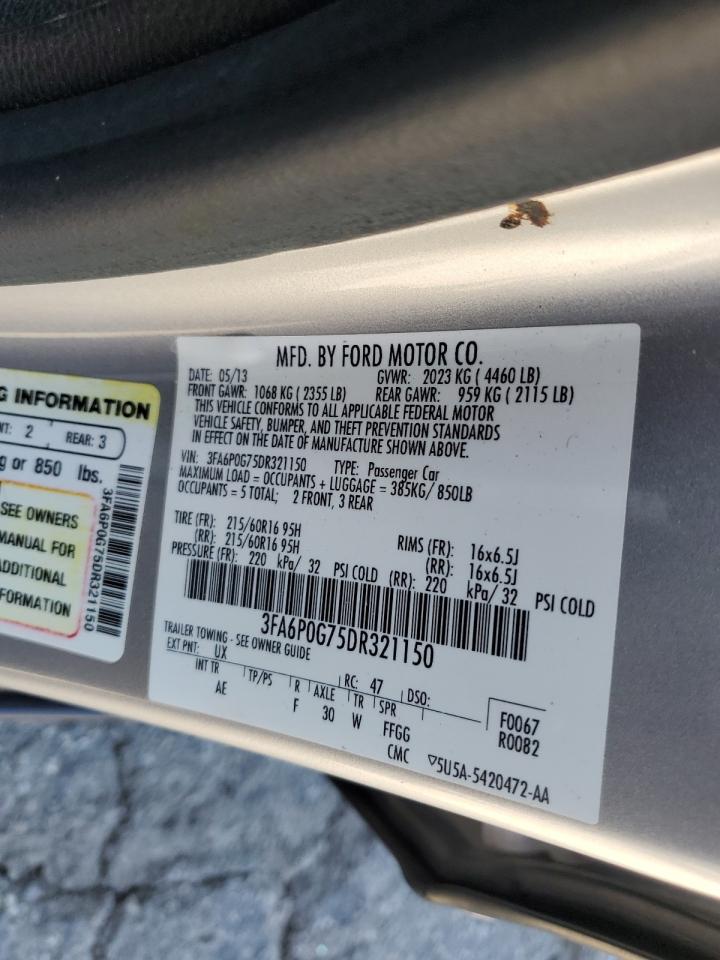 G INFORMATION
NT: 2 REAR: 3
g or 850 lbs.
SEE OWNERS
MANUAL FOR
ADDITIONAL
FORMATION
3FA6P0G75DR321150
MFD. BY FORD MOTOR CO.
DATE: 05/13 GVWR: 2023 KG ( 4460 LB)
FRONT GAWR: 1068 KG ( 2355 LB) REAR GAWR: 959 KG ( 2115 LB)
THIS VEHICLE CONFORMS TO ALL APPLICABLE FEDERAL MOTOR
VEHICLE SAFETY, BUMPER, AND THEFT PREVENTION STANDARDS
IN EFFECT ON THE DATE OF MANUFACTURE SHOWN ABOVE.
VIN: 3FA6P0G75DR321150 TYPE: Passenger Car
MAXIMUM LOAD = OCCUPANTS + LUGGAGE = 385KG/ 850LB
OCCUPANTS = 5 TOTAL; 2 FRONT, 3 REAR
TIRE (FR): 215/60R16 95H RIMS (FR): 16x6.5J
(RR): 215/60R16 95H (RR): 16x6.5J
PRESSURE (FR): 220 kPa/ 32 PSI COLD (RR): 220 kPa/ 32 PSI COLD
3FA6P0G75DR321150
TRAILER TOWING - SEE OWNER GUIDE
EXT PNT: UX RC: 47 DSO:
INT TR TP/PS R AXLE TR SPR F0067
AE F 30 W FFGG R0082
CMC ▽5U5A-5420472-AA